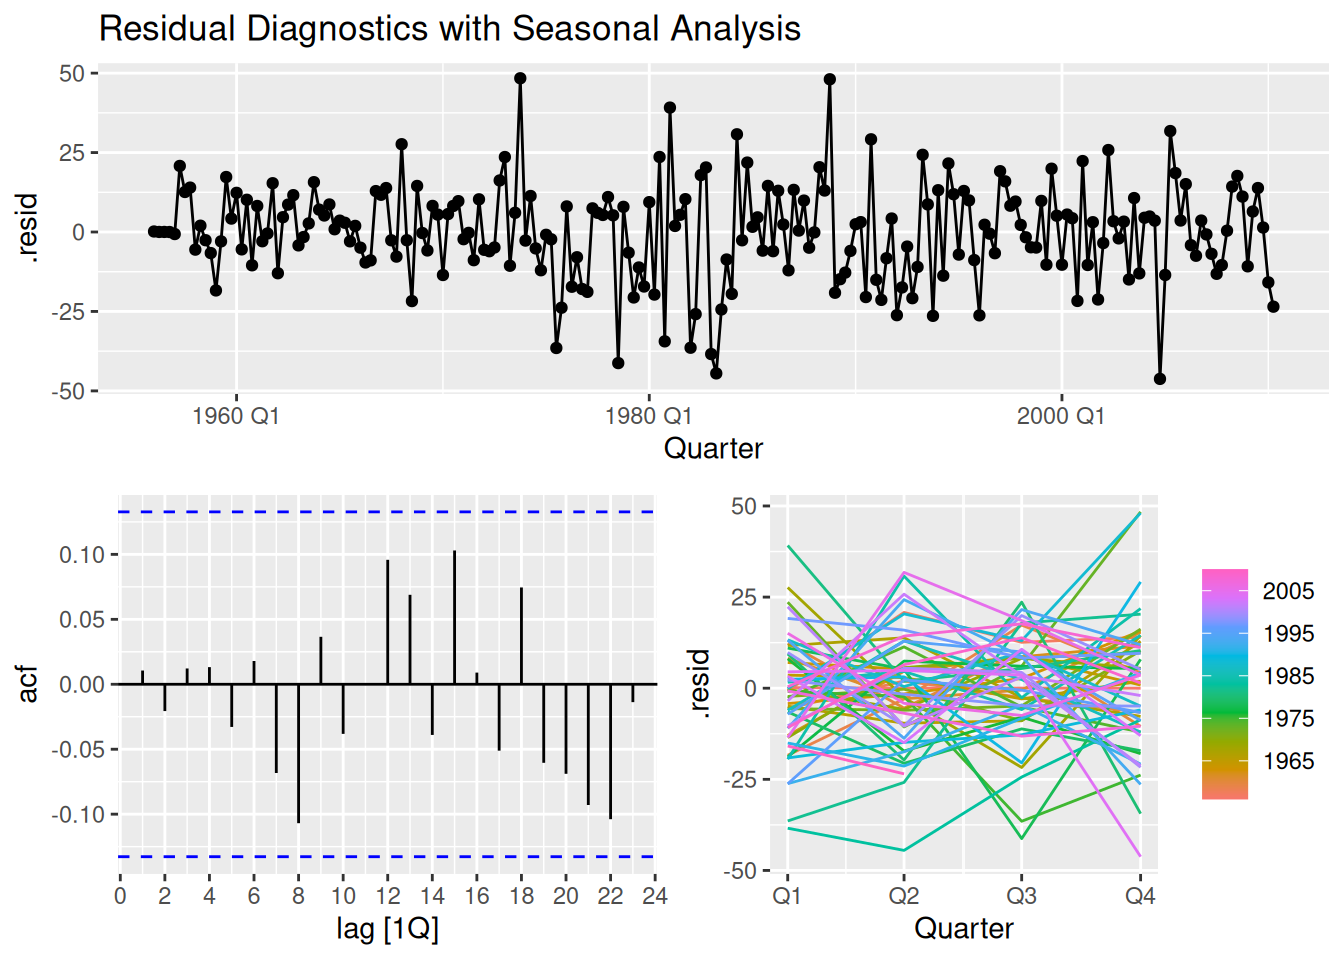 Residual Diagnostics with Seasonal Analysis
50
25
0
-25
-50
.resid
1960 Q1 1980 Q1 2000 Q1
Quarter
0.10
0.05
0.00
-0.05
-0.10
acf
0 2 4 6 8 10 12 14 16 18 20 22 24
lag [1Q]
50
25
0
-25
-50
.resid
Q1 Q2 Q3 Q4
Quarter
2005
1995
1985
1975
1965